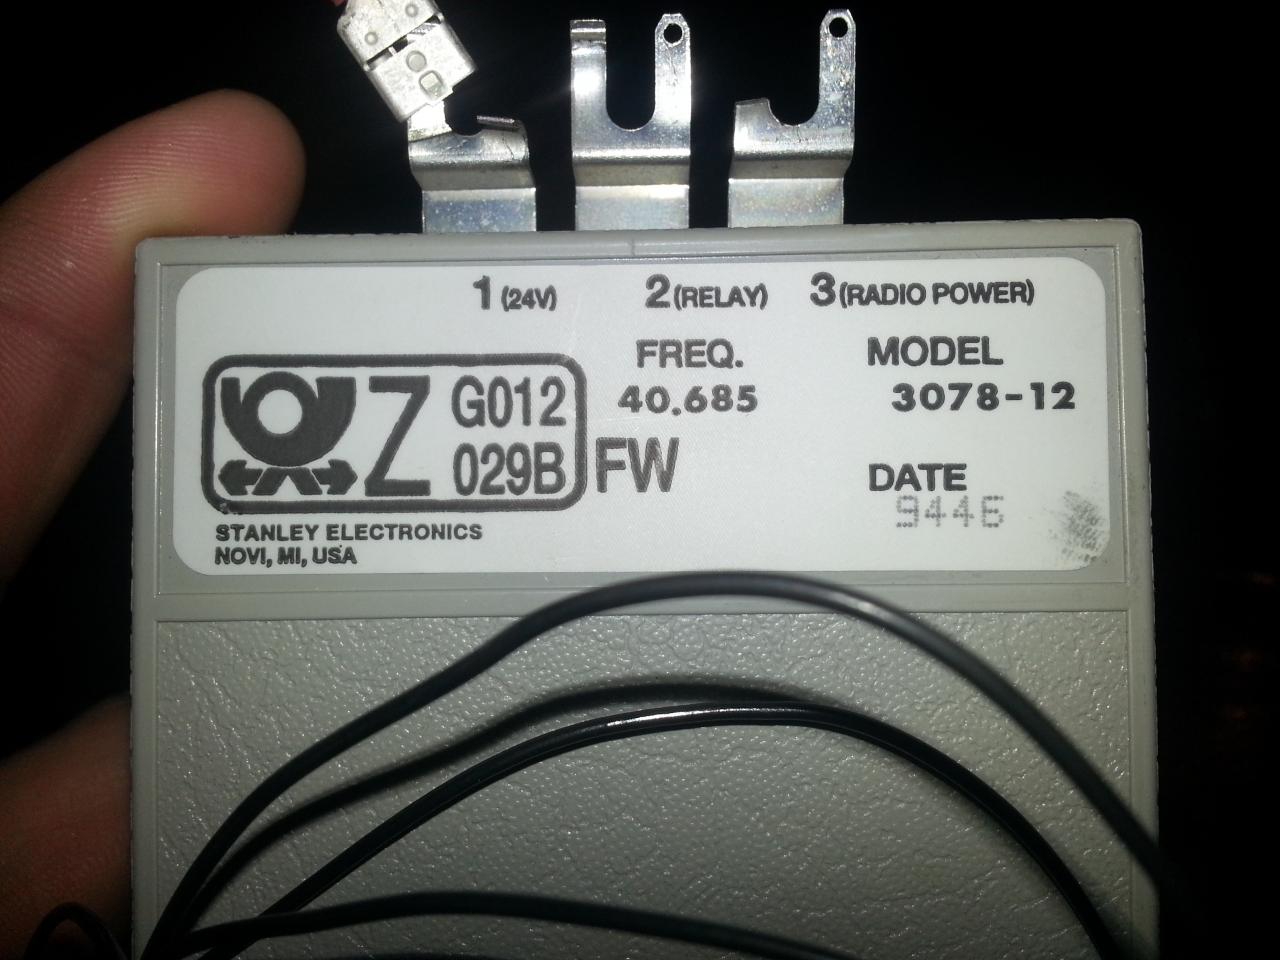 1 (24V) 2 (RELAY) 3 (RADIO POWER)
FREQ. MODEL
40.685 3078-12
Z G012
029B FW
DATE
9446
STANLEY ELECTRONICS
NOVI, MI, USA